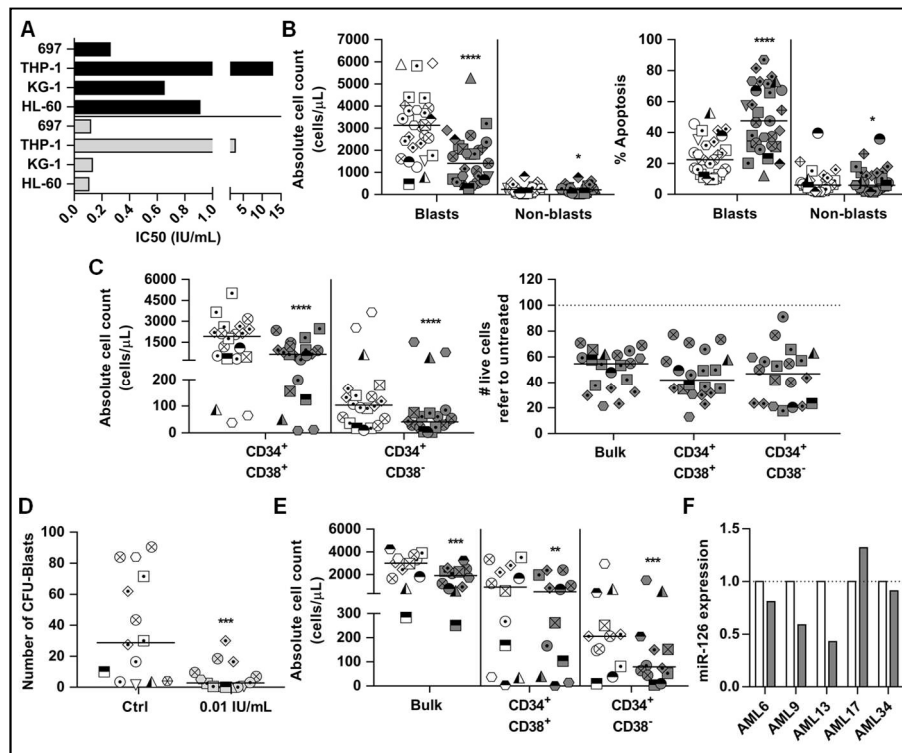 A
697
THP-1
KG-1
HL-60
697
THP-1
KG-1
HL-60
0.0 0.2 0.4 0.6 0.8 1.0 5 10 15
IC50 (IU/mL)
B
Absolute cell count
(cells/µL)
7000
6000
5000
4000
3000
2000
1000
0
****
*
Blasts Non-blasts
% Apoptosis
100
80
60
40
20
0
****
*
Blasts Non-blasts
C
Absolute cell count
(cells/µL)
6000
4500
3000
1500
200
100
0
****
****
CD34+ CD34+
CD38+ CD38-
# live cells
refer to untreated
120
100
80
60
40
20
0
Bulk CD34+ CD34+
CD38+ CD38-
D
Number of CFU-Blasts
100
80
60
40
20
0
***
Ctrl 0.01 IU/mL
E
Absolute cell count
(cells/µL)
6000
4000
2000
300
200
100
0
***
**
***
Bulk CD34+ CD34+
CD38+ CD38-
F
miR-126 expression
1.5
1.0
0.5
0.0
AML6 AML9 AML13 AML17 AML34